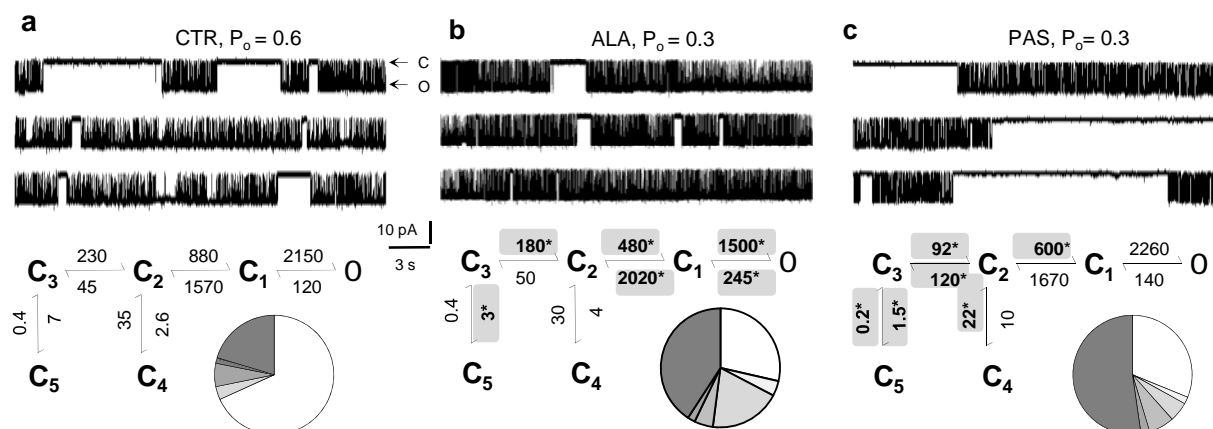 a
CTR, Po = 0.6
C
O
10 pA
3 s
230 880 2150
C3 C2 C1 O
45 1570 120
0.4 7 35 2.6
C5 C4
b
ALA, Po = 0.3
180* 480* 1500*
C3 C2 C1 O
50 2020* 245*
0.4 3* 30 4
C5 C4
c
PAS, Po = 0.3
92* 600* 2260
C3 C2 C1 O
120* 1670 140
0.2* 1.5* 22* 10
C5 C4